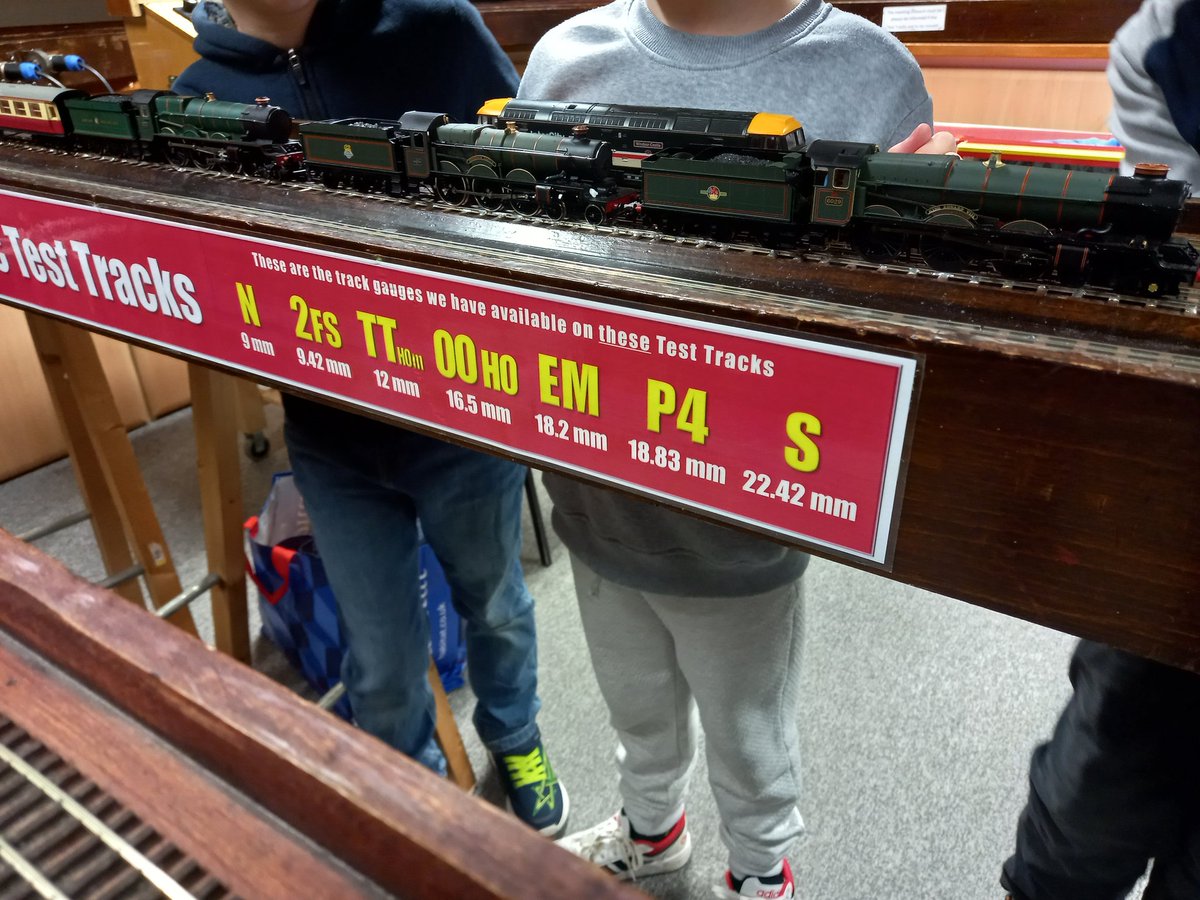 Test Tracks
These are the track gauges we have available on these Test Tracks
N
9 mm
2FS
9.42 mm
TT HOm
12 mm
OO HO
16.5 mm
EM
18.2 mm
P4
18.83 mm
S
22.42 mm
6029
adidas